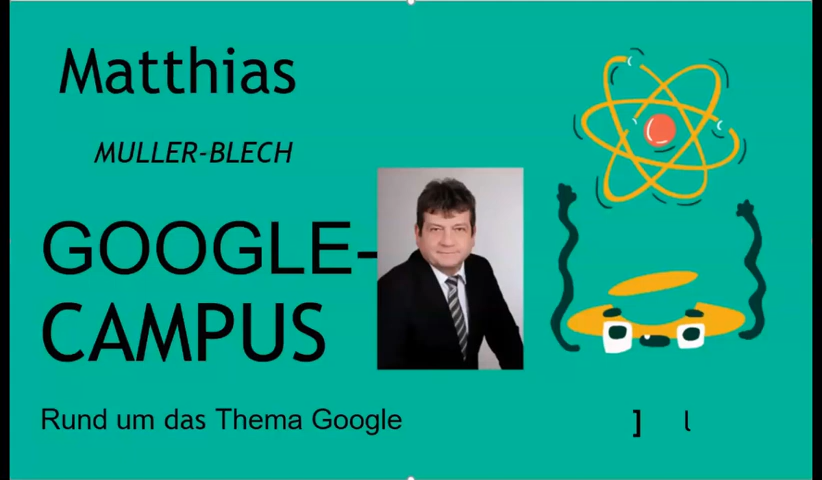 Matthias
MULLER-BLECH
GOOGLE-
CAMPUS
Rund um das Thema Google
] l